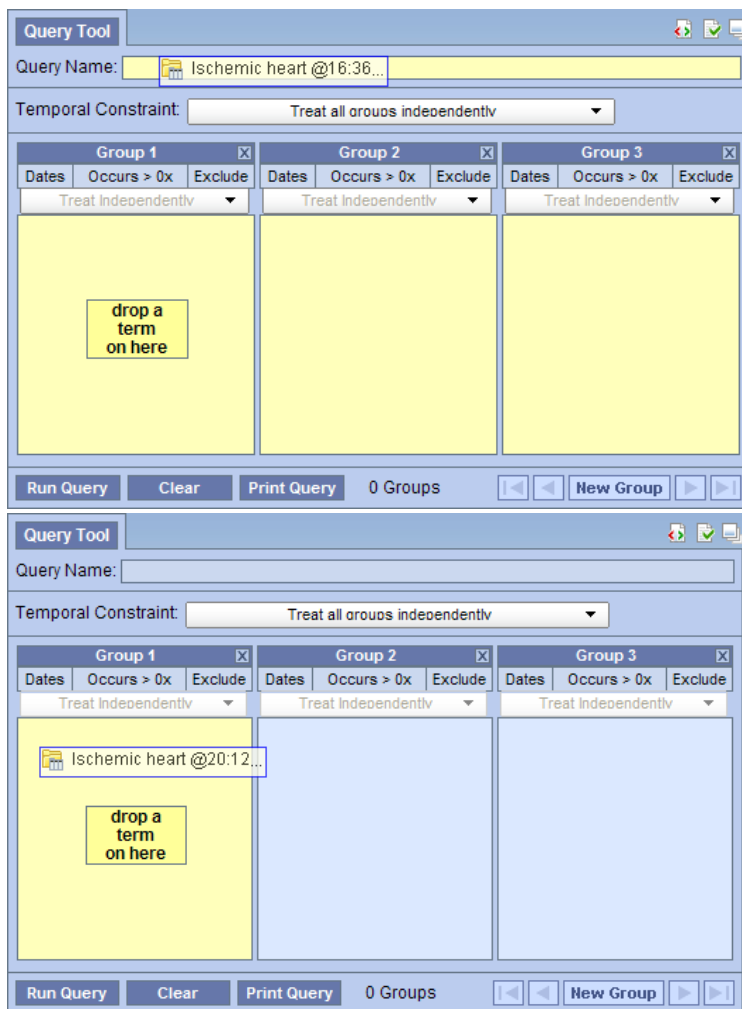 Query Tool
Query Name: Ischemic heart @16:36...
Temporal Constraint: Treat all groups independently
Group 1 X Group 2 X Group 3 X
Dates Occurs > 0x Exclude Dates Occurs > 0x Exclude Dates Occurs > 0x Exclude
Treat Independently Treat Independently Treat Independently
drop a
term
on here
Run Query Clear Print Query 0 Groups New Group
Query Tool
Query Name:
Temporal Constraint: Treat all groups independently
Group 1 X Group 2 X Group 3 X
Dates Occurs > 0x Exclude Dates Occurs > 0x Exclude Dates Occurs > 0x Exclude
Treat Independently Treat Independently Treat Independently
Ischemic heart @20:12...
drop a
term
on here
Run Query Clear Print Query 0 Groups New Group